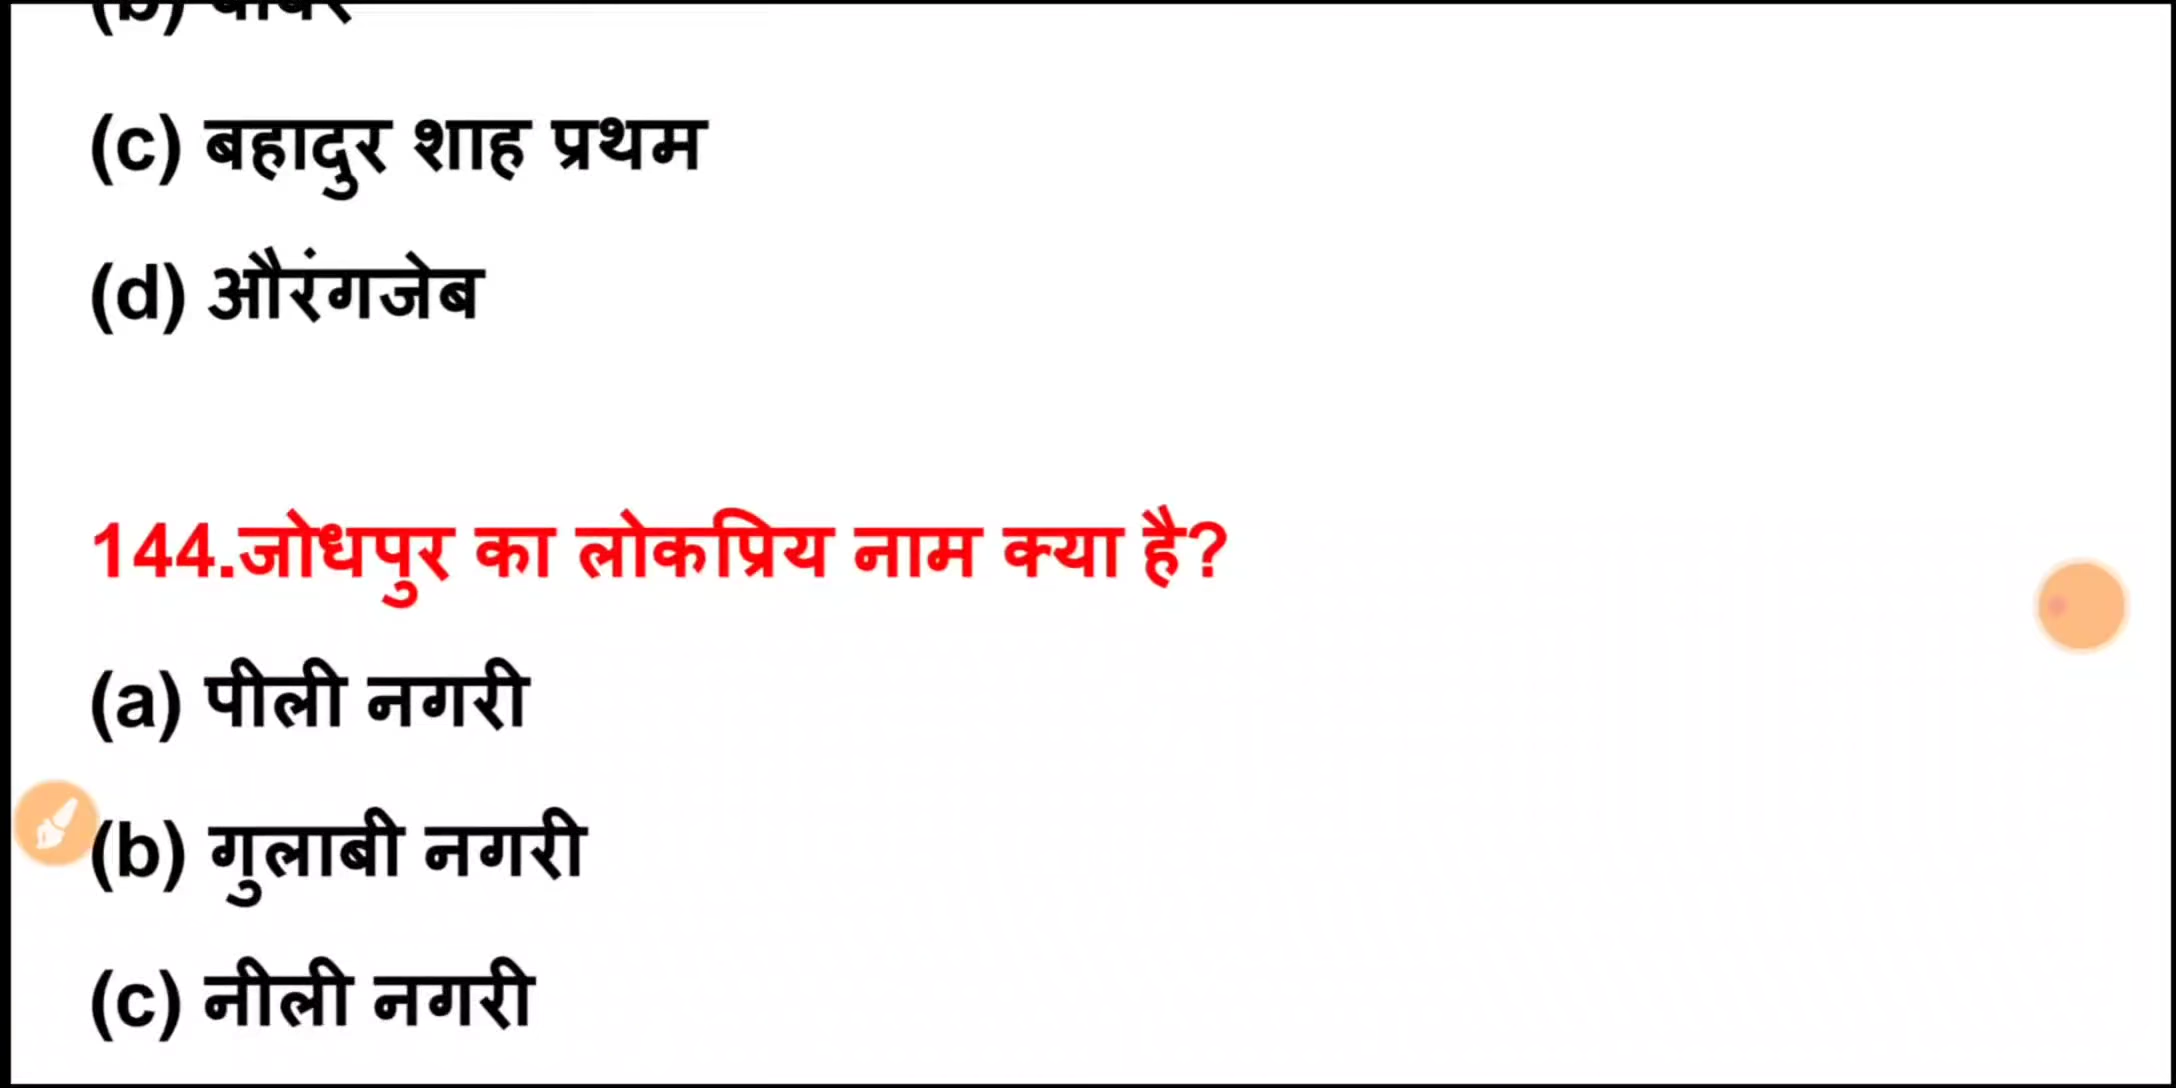 (c) बहादुर शाह प्रथम
(d) औरंगजेब
144.जोधपुर का लोकप्रिय नाम क्या है?
(a) पीली नगरी
(b) गुलाबी नगरी
(c) नीली नगरी